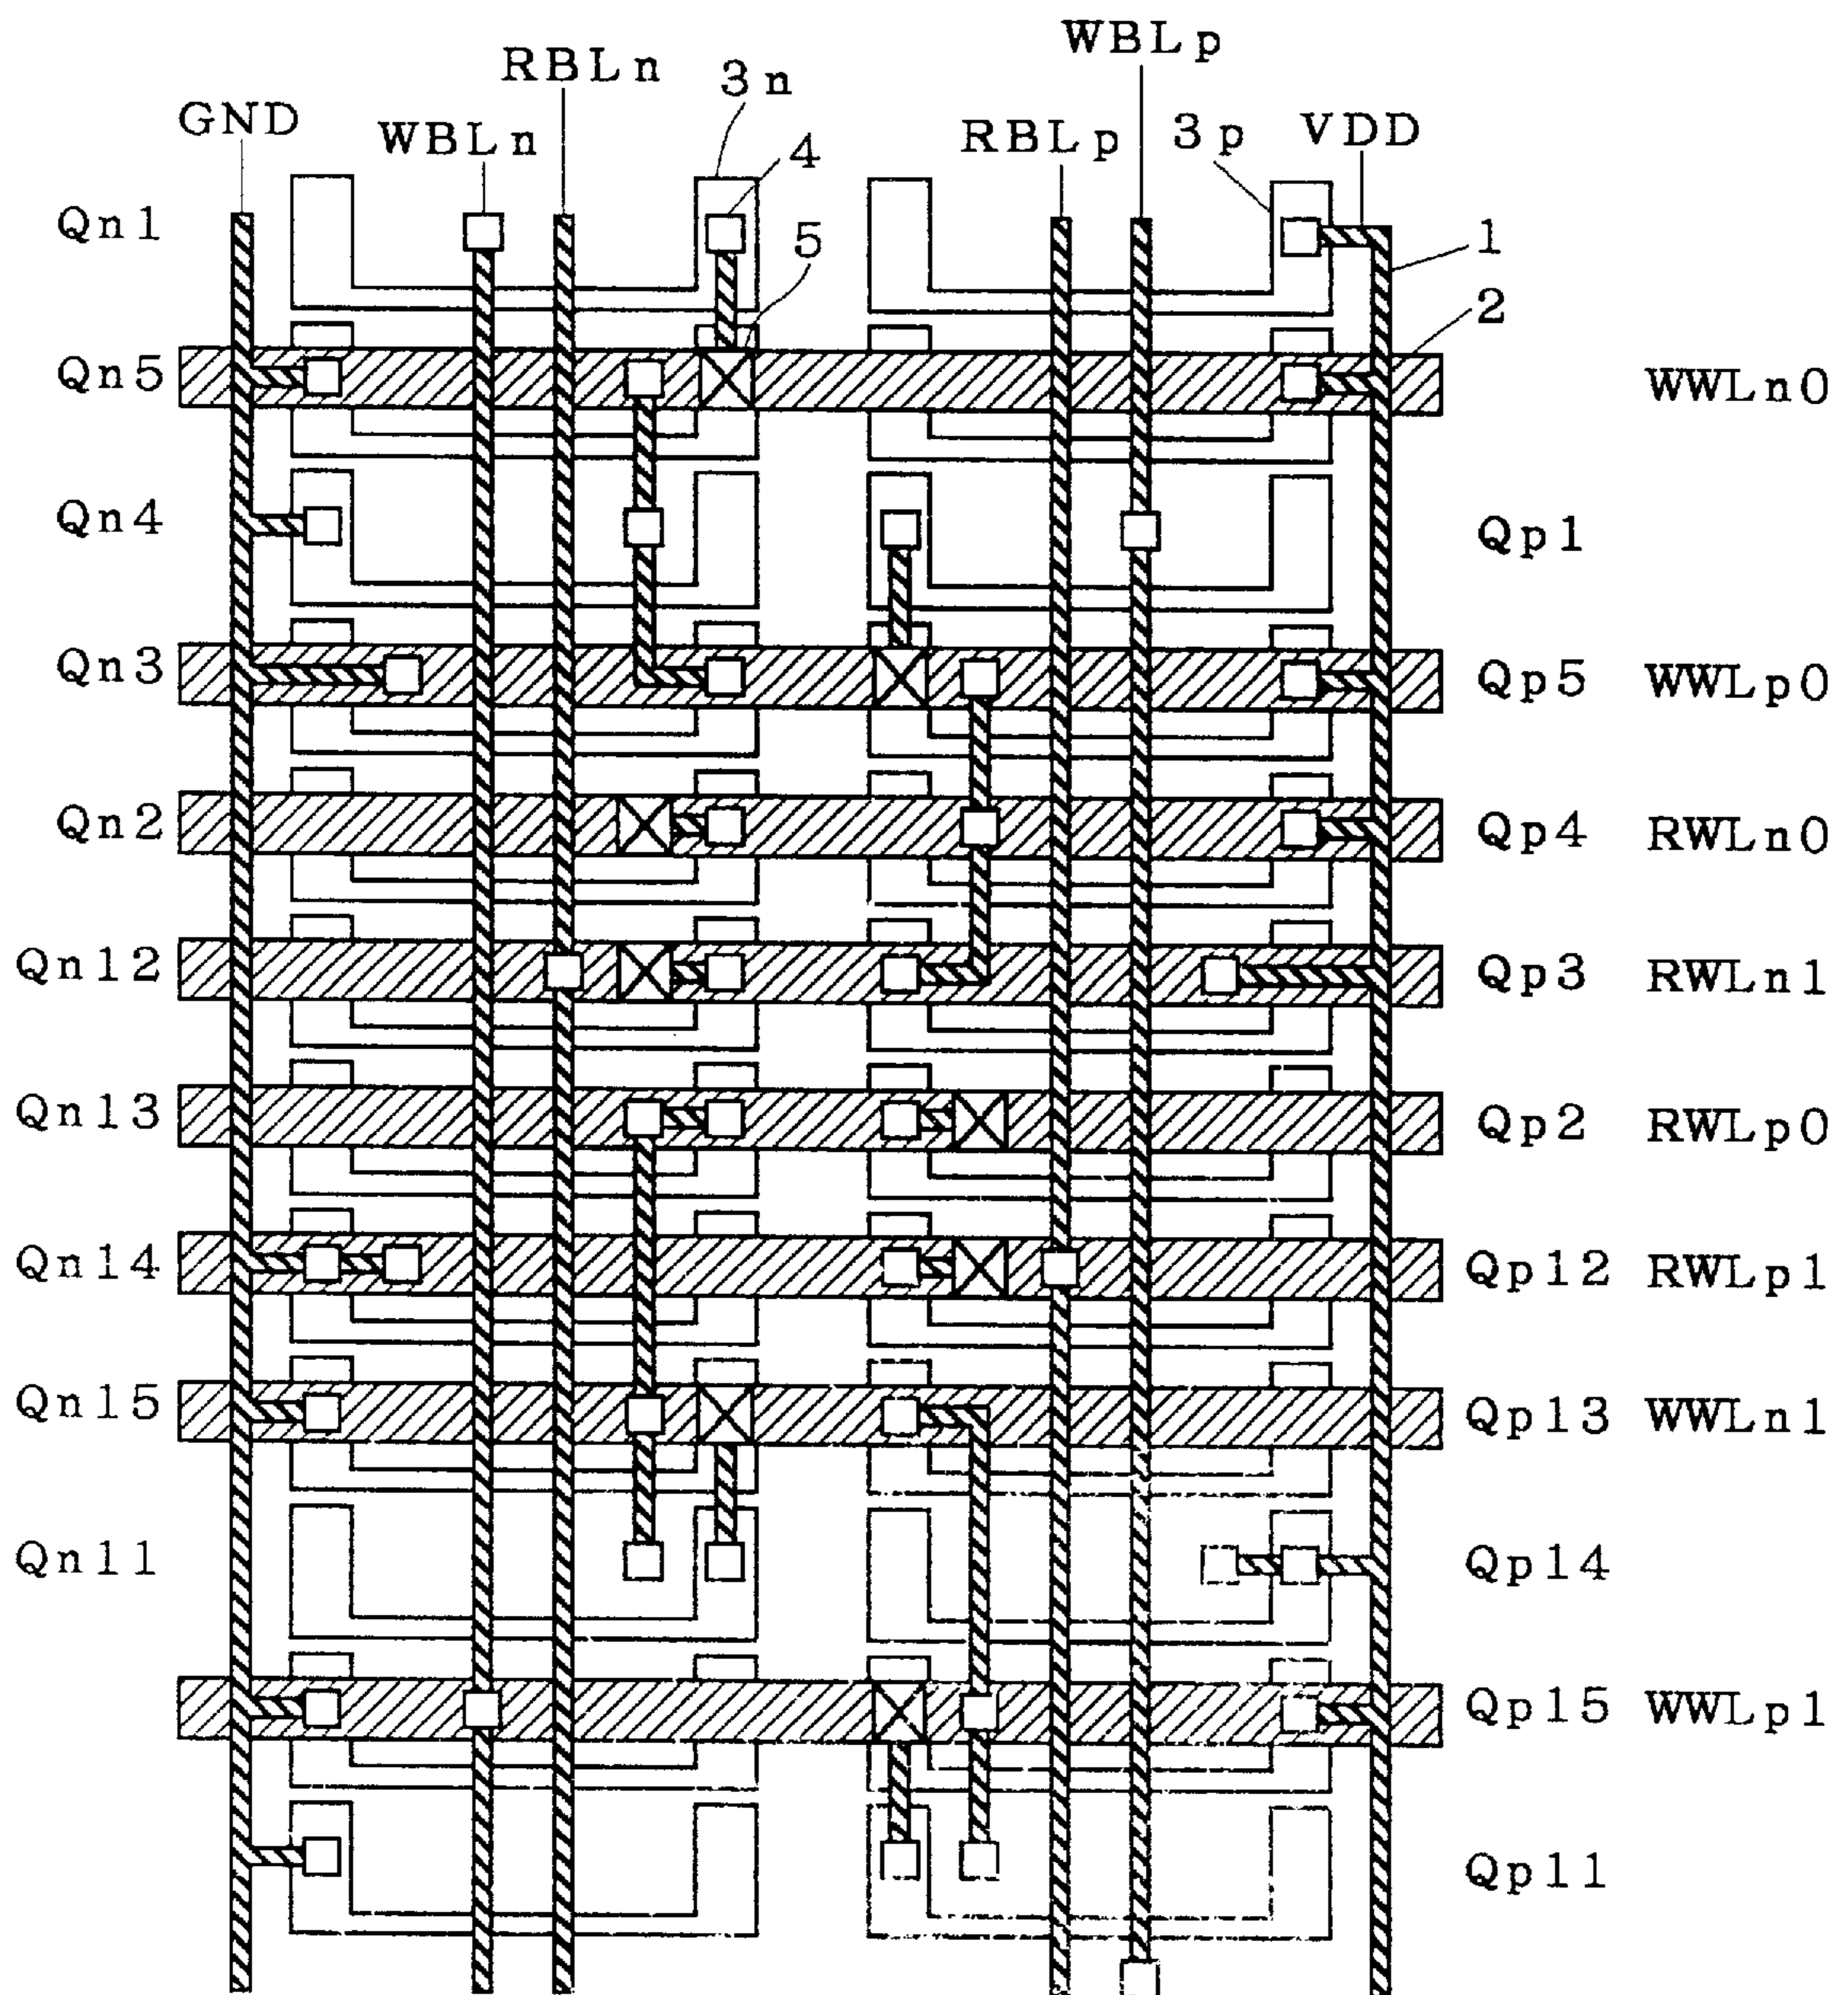 WBLp
RBLn
3n
GND
WBLn
4
RBLp
3p
VDD
Qn1
5
1
2
Qn5
WWLn0
Qn4
Qp1
Qn3
Qp5 WWLp0
Qn2
Qp4 RWLn0
Qn12
Qp3 RWLn1
Qn13
Qp2 RWLp0
Qn14
Qp12 RWLp1
Qn15
Qp13 WWLn1
Qn11
Qp14
Qp15 WWLp1
Qp11